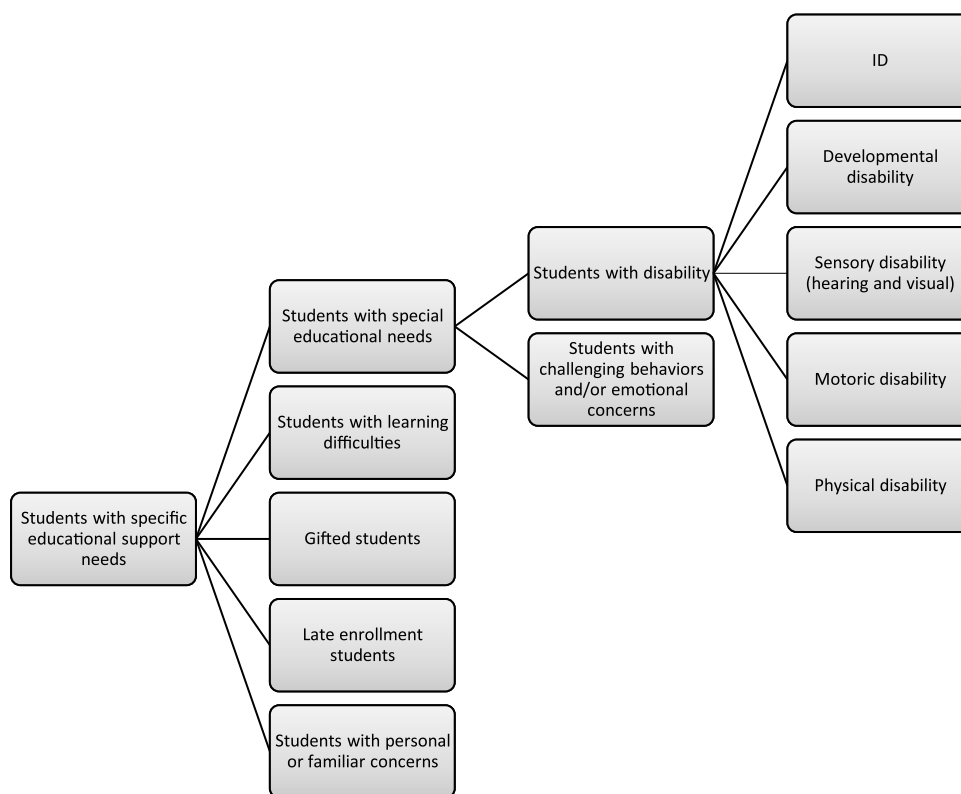 Students with specific
educational support
needs
Students with special
educational needs
Students with learning
difficulties
Gifted students
Late enrollment
students
Students with personal
or familiar concerns
Students with disability
Students with
challenging behaviors
and/or emotional
concerns
ID
Developmental
disability
Sensory disability
(hearing and visual)
Motoric disability
Physical disability